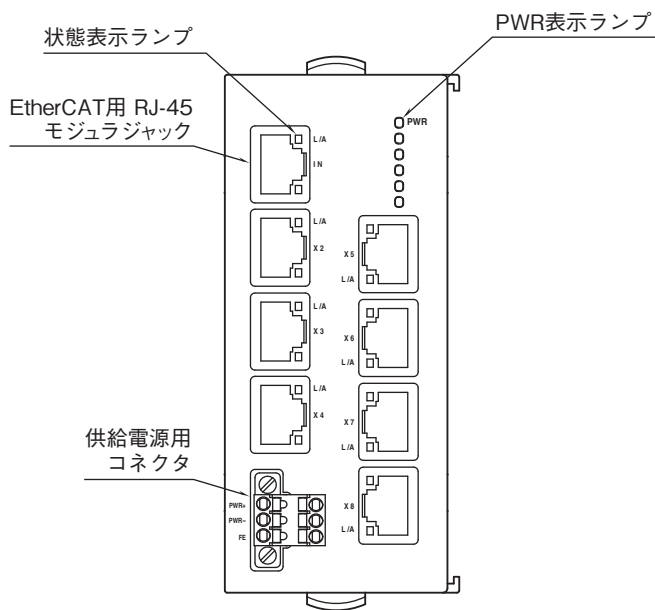 状態表示ランプ
PWR表示ランプ
EtherCAT用 RJ-45
モジュラジャック
L/A
PWR
IN
L/A
X2
X5
L/A
L/A
X3
X6
L/A
L/A
X4
X7
L/A
供給電源用
コネクタ
PWR+
X8
PWR−
L/A
FE